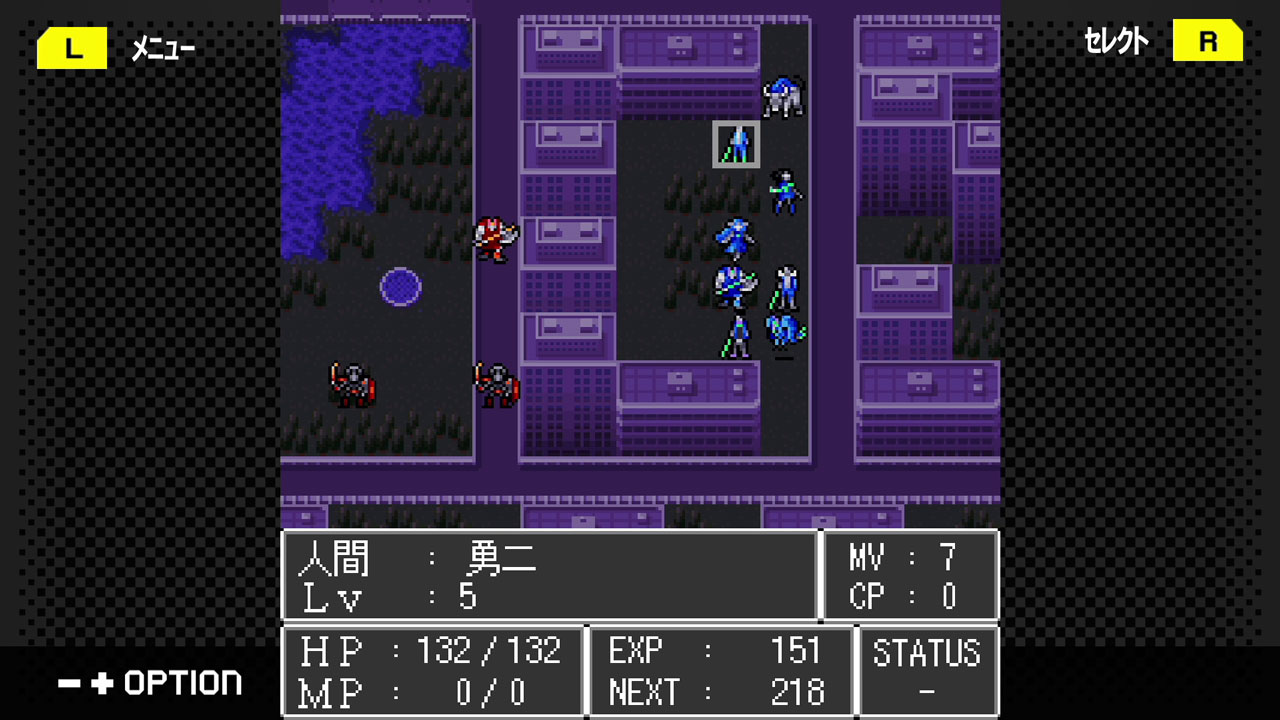 L メニュー
セレクト R
人間 : 勇二
Lv : 5
MV : 7
CP : 0
HP : 132/132
MP : 0/0
EXP : 151
NEXT : 218
STATUS
-
-+ OPTION